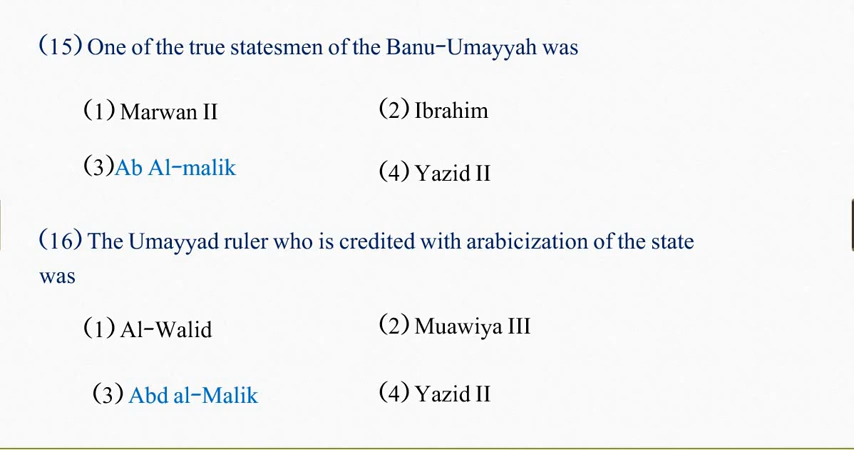 (15) One of the true statesmen of the Banu-Umayyah was
(1) Marwan II (2) Ibrahim
(3)Ab Al-malik (4) Yazid II
(16) The Umayyad ruler who is credited with arabicization of the state
was
(1) Al-Walid (2) Muawiya III
(3) Abd al-Malik (4) Yazid II